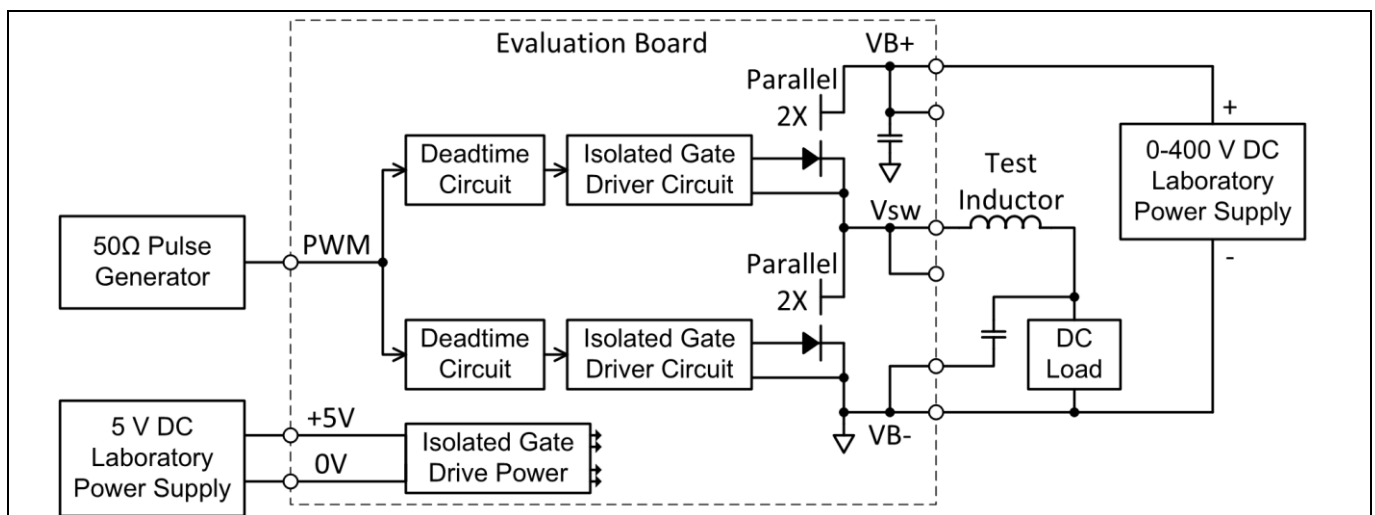 Evaluation Board
VB+
Parallel
2X
+
Deadtime
Circuit
Isolated Gate
Driver Circuit
0-400 V DC
Laboratory
Power Supply
Test
Inductor
Vsw
50Ω Pulse
Generator
PWM
-
Parallel
2X
Deadtime
Circuit
Isolated Gate
Driver Circuit
DC
Load
5 V DC
Laboratory
Power Supply
+5V
0V
Isolated Gate
Drive Power
VB-